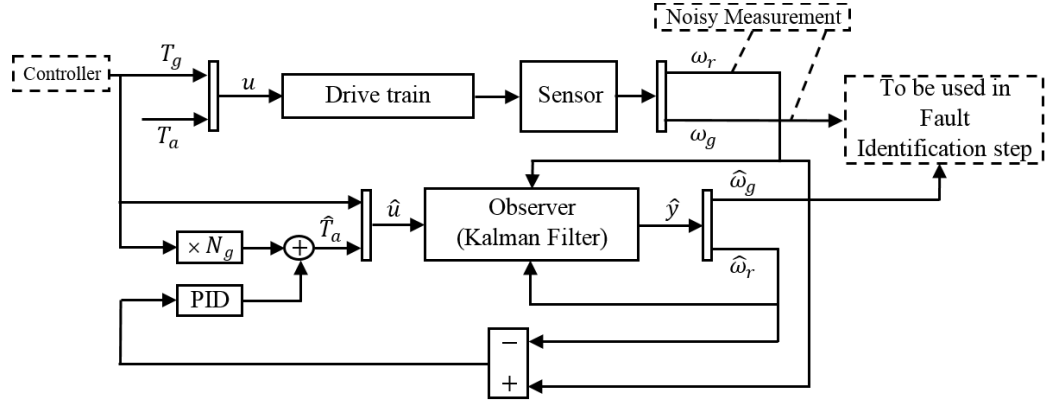 Noisy Measurement
T_g
ω_r
Controller
u
Drive train
Sensor
To be used in
Fault
Identification step
T_a
ω_g
ω̂_g
T̂_a
û
Observer
(Kalman Filter)
ŷ
× N_g
+
ω̂_r
PID
−
+